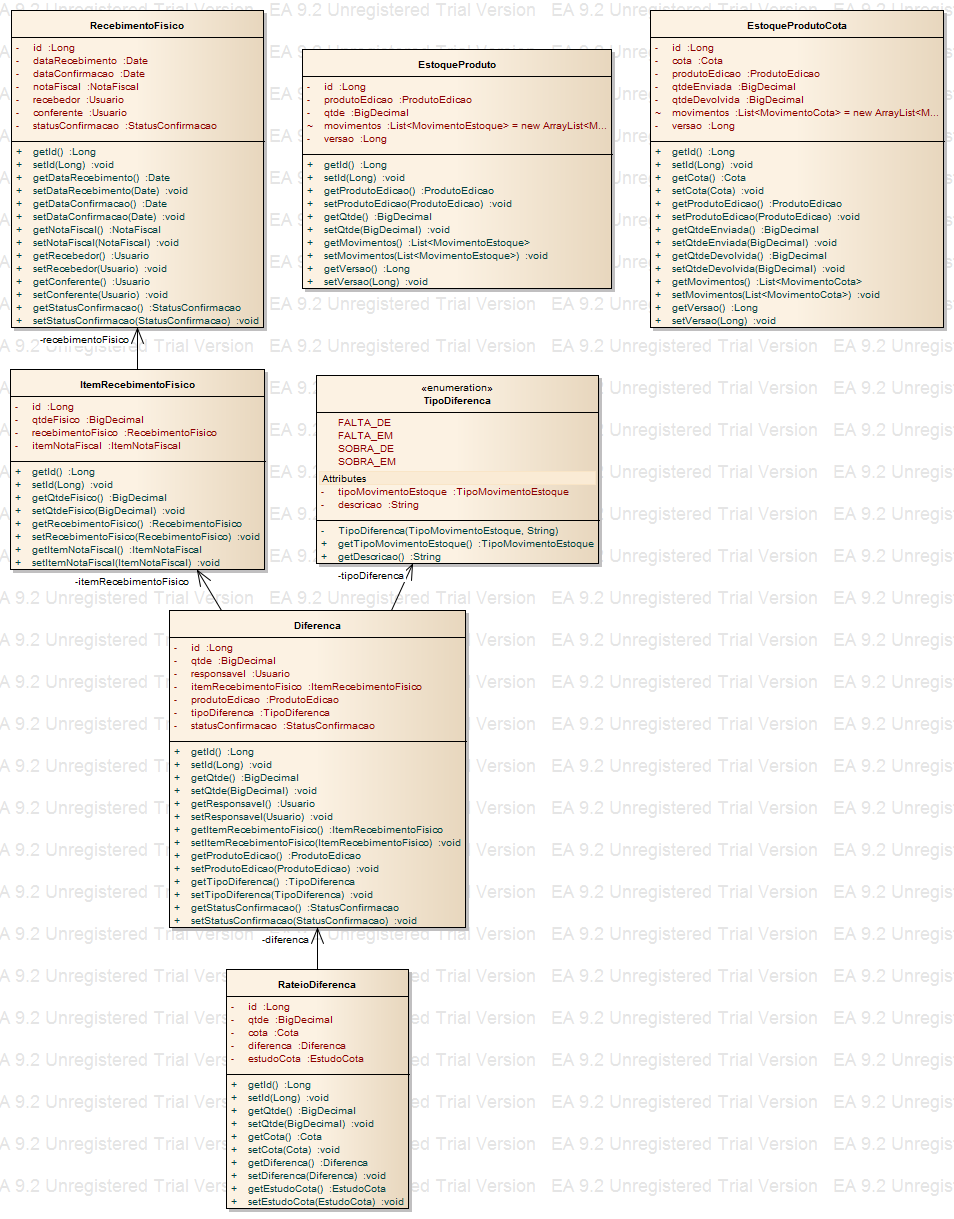 RecebimentoFisico
- id :Long
- dataRecebimento :Date
- dataConfirmacao :Date
- notaFiscal :NotaFiscal
- recebedor :Usuario
- conferente :Usuario
- statusConfirmacao :StatusConfirmacao
+ getId() :Long
+ setId(Long) :void
+ getDataRecebimento() :Date
+ setDataRecebimento(Date) :void
+ getDataConfirmacao() :Date
+ setDataConfirmacao(Date) :void
+ getNotaFiscal() :NotaFiscal
+ setNotaFiscal(NotaFiscal) :void
+ getRecebedor() :Usuario
+ setRecebedor(Usuario) :void
+ getConferente() :Usuario
+ setConferente(Usuario) :void
+ getStatusConfirmacao() :StatusConfirmacao
+ setStatusConfirmacao(StatusConfirmacao) :void
EstoqueProduto
- id :Long
- produtoEdicao :ProdutoEdicao
- qtde :BigDecimal
~ movimentos :List<MovimentoEstoque> = new ArrayList<M...
- versao :Long
+ getId() :Long
+ setId(Long) :void
+ getProdutoEdicao() :ProdutoEdicao
+ setProdutoEdicao(ProdutoEdicao) :void
+ getQtde() :BigDecimal
+ setQtde(BigDecimal) :void
+ getMovimentos() :List<MovimentoEstoque>
+ setMovimentos(List<MovimentoEstoque>) :void
+ getVersao() :Long
+ setVersao(Long) :void
EstoqueProdutoCota
- id :Long
- cota :Cota
- produtoEdicao :ProdutoEdicao
- qtdeEnviada :BigDecimal
- qtdeDevolvida :BigDecimal
~ movimentos :List<MovimentoCota> = new ArrayList<M...
- versao :Long
+ getId() :Long
+ setId(Long) :void
+ getCota() :Cota
+ setCota(Cota) :void
+ getProdutoEdicao() :ProdutoEdicao
+ setProdutoEdicao(ProdutoEdicao) :void
+ getQtdeEnviada() :BigDecimal
+ setQtdeEnviada(BigDecimal) :void
+ getQtdeDevolvida() :BigDecimal
+ setQtdeDevolvida(BigDecimal) :void
+ getMovimentos() :List<MovimentoCota>
+ setMovimentos(List<MovimentoCota>) :void
+ getVersao() :Long
+ setVersao(Long) :void
-recebimentoFisico
ItemRecebimentoFisico
- id :Long
- qtdeFisico :BigDecimal
- recebimentoFisico :RecebimentoFisico
- itemNotaFiscal :ItemNotaFiscal
+ getId() :Long
+ setId(Long) :void
+ getQtdeFisico() :BigDecimal
+ setQtdeFisico(BigDecimal) :void
+ getRecebimentoFisico() :RecebimentoFisico
+ setRecebimentoFisico(RecebimentoFisico) :void
+ getItemNotaFiscal() :ItemNotaFiscal
+ setItemNotaFiscal(ItemNotaFiscal) :void
«enumeration»
TipoDiferenca
FALTA_DE
FALTA_EM
SOBRA_DE
SOBRA_EM
Attributes
- tipoMovimentoEstoque :TipoMovimentoEstoque
- descricao :String
- TipoDiferenca(TipoMovimentoEstoque, String)
+ getTipoMovimentoEstoque() :TipoMovimentoEstoque
+ getDescricao() :String
-itemRecebimentoFisico
-tipoDiferenca
Diferenca
- id :Long
- qtde :BigDecimal
- responsavel :Usuario
- itemRecebimentoFisico :ItemRecebimentoFisico
- produtoEdicao :ProdutoEdicao
- tipoDiferenca :TipoDiferenca
- statusConfirmacao :StatusConfirmacao
+ getId() :Long
+ setId(Long) :void
+ getQtde() :BigDecimal
+ setQtde(BigDecimal) :void
+ getResponsavel() :Usuario
+ setResponsavel(Usuario) :void
+ getItemRecebimentoFisico() :ItemRecebimentoFisico
+ setItemRecebimentoFisico(ItemRecebimentoFisico) :void
+ getProdutoEdicao() :ProdutoEdicao
+ setProdutoEdicao(ProdutoEdicao) :void
+ getTipoDiferenca() :TipoDiferenca
+ setTipoDiferenca(TipoDiferenca) :void
+ getStatusConfirmacao() :StatusConfirmacao
+ setStatusConfirmacao(StatusConfirmacao) :void
-diferenca
RateioDiferenca
- id :Long
- qtde :BigDecimal
- cota :Cota
- diferenca :Diferenca
- estudoCota :EstudoCota
+ getId() :Long
+ setId(Long) :void
+ getQtde() :BigDecimal
+ setQtde(BigDecimal) :void
+ getCota() :Cota
+ setCota(Cota) :void
+ getDiferenca() :Diferenca
+ setDiferenca(Diferenca) :void
+ getEstudoCota() :EstudoCota
+ setEstudoCota(EstudoCota) :void
EA 9.2 Unregistered Trial Version